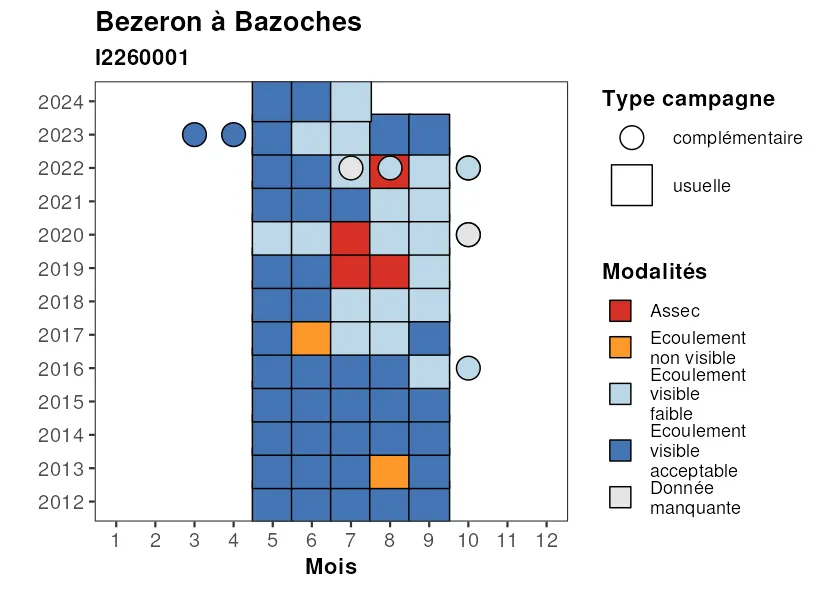 Bezeron à Bazoches
I2260001
2024
2023
2022
2021
2020
2019
2018
2017
2016
2015
2014
2013
2012
1 2 3 4 5 6 7 8 9 10 11 12
Mois
Type campagne
complémentaire
usuelle
Modalités
Assec
Ecoulement
non visible
Ecoulement
visible
faible
Ecoulement
visible
acceptable
Donnée
manquante